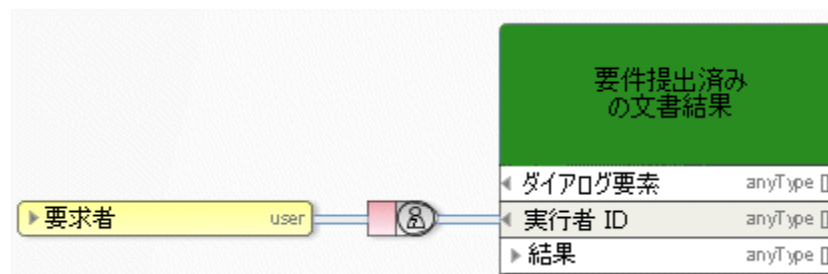 要件提出済み
の文書結果
ダイアログ要素 anyType []
要求者 user
実行者 ID anyType []
結果 anyType []